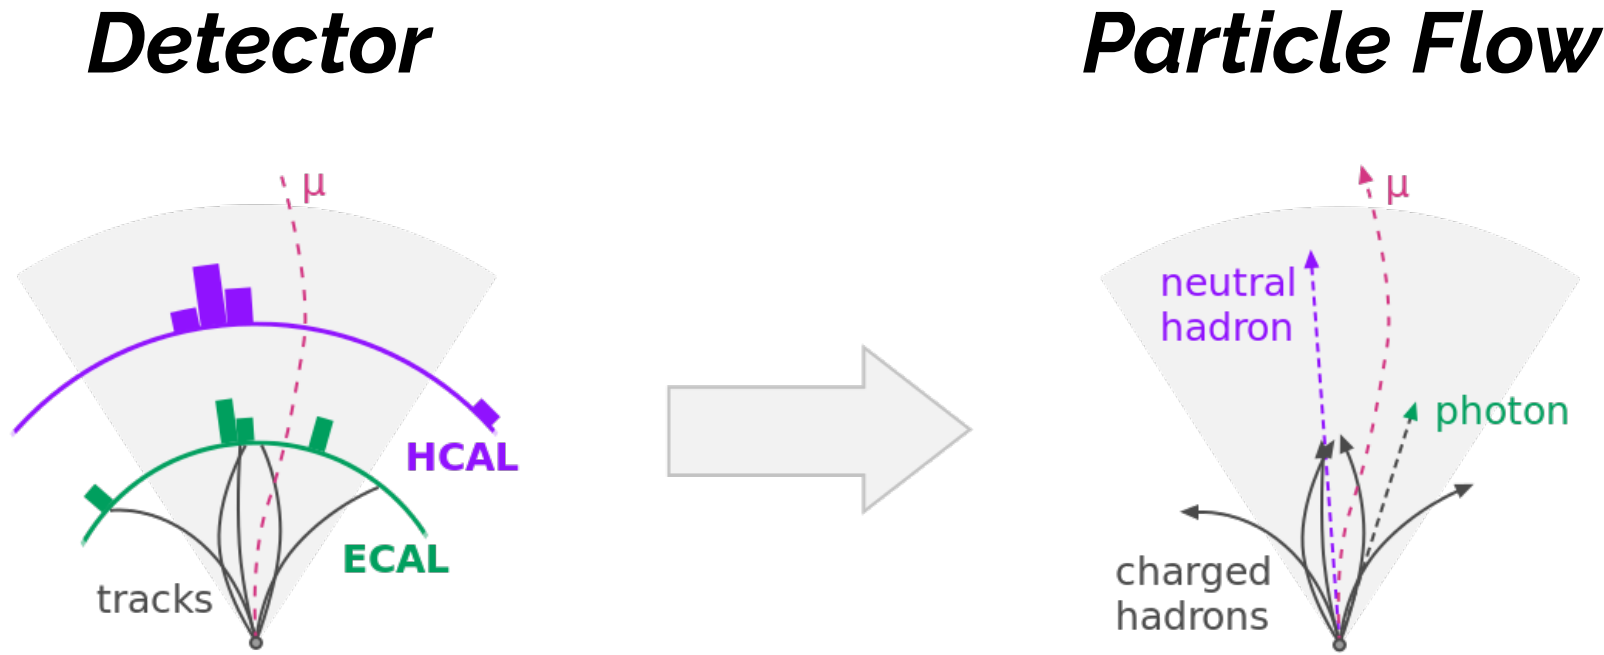 Detector
Particle Flow
μ
HCAL
ECAL
tracks
μ
neutral
hadron
photon
charged
hadrons